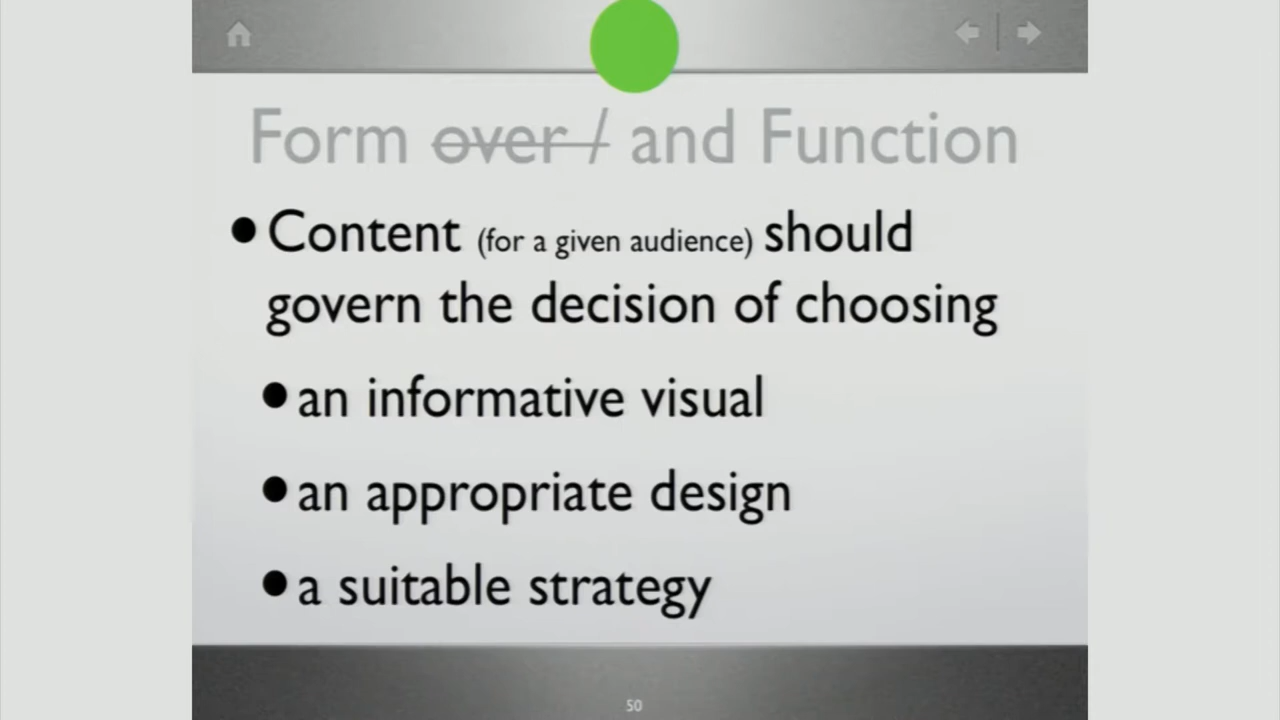 Form over / and Function
• Content (for a given audience) should
govern the decision of choosing
• an informative visual
• an appropriate design
• a suitable strategy
50